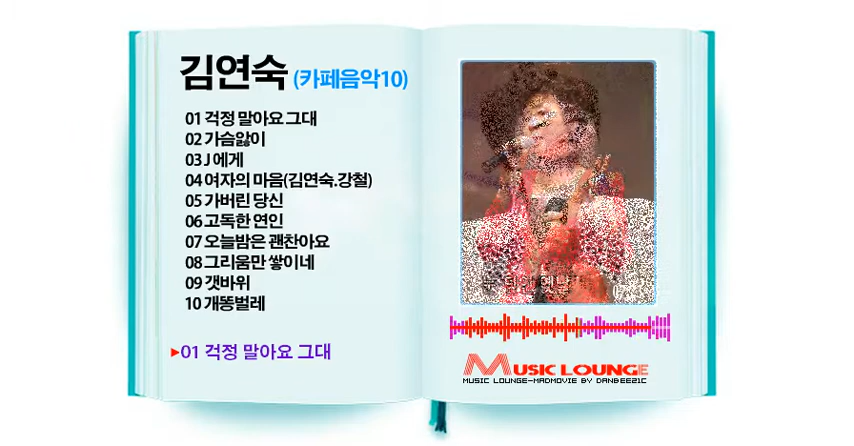 김연숙 (카페음악10)
01 걱정 말아요 그대
02 가슴앓이
03 J 에게
04 여자의 마음(김연숙.강철)
05 가버린 당신
06 고독한 연인
07 오늘밤은 괜찬아요
08 그리움만 쌓이네
09 갯바위
10 개똥벌레
▶01 걱정 말아요 그대
MUSIC LOUNGE
MUSIC LOUNGE-MADMOVIE BY DANBEE21C